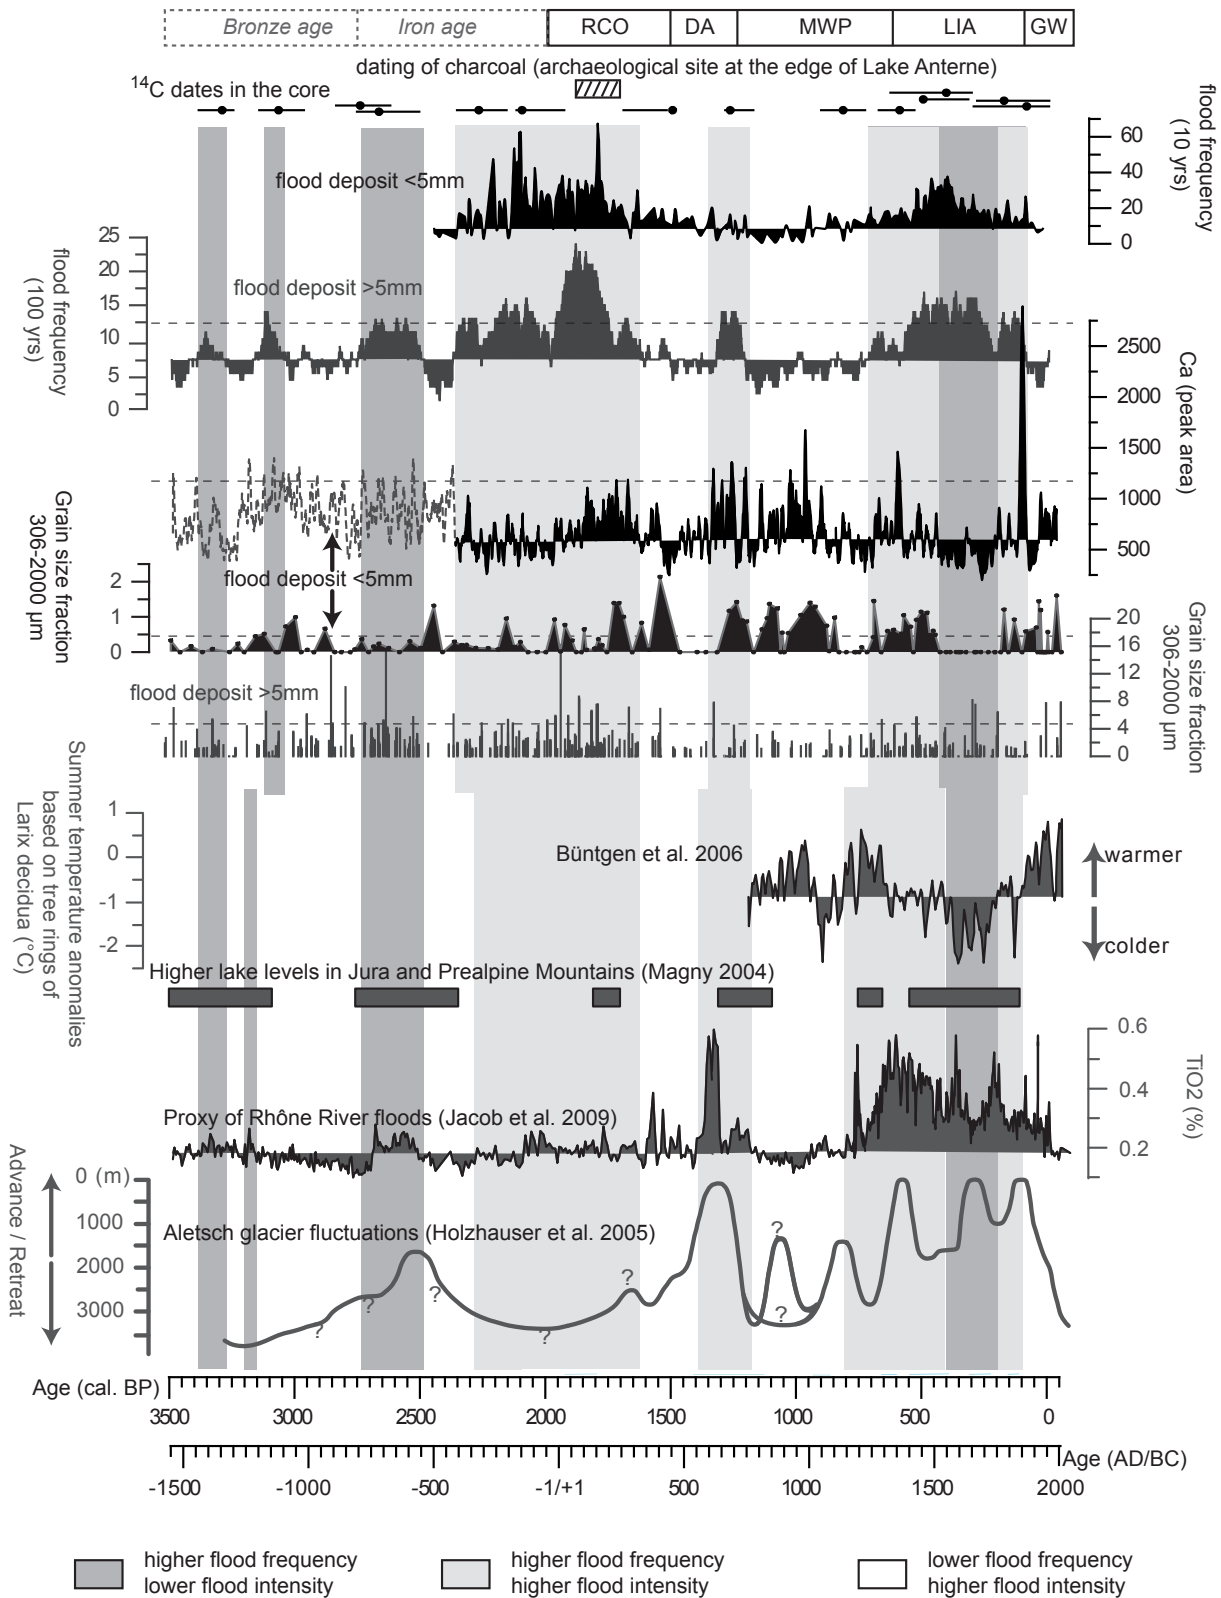 Bronze age Iron age RCO DA MWP LIA GW
dating of charcoal (archaeological site at the edge of Lake Anterne)
14C dates in the core
flood frequency
(10 yrs)
60
40
20
0
flood deposit <5mm
flood frequency
(100 yrs)
25
20
15
10
5
0
flood deposit >5mm
Ca (peak area)
2500
2000
1500
1000
500
Grain size fraction
306-2000 µm
2
1
0
flood deposit <5mm
Grain size fraction
306-2000 µm
20
16
12
8
4
0
flood deposit >5mm
Summer temperature anomalies
based on tree rings of
Larix decidua (°C)
1
0
-1
-2
Büntgen et al. 2006
warmer
colder
Higher lake levels in Jura and Prealpine Mountains (Magny 2004)
TiO2 (%)
0.6
0.4
0.2
Proxy of Rhône River floods (Jacob et al. 2009)
Advance / Retreat
0 (m)
1000
2000
3000
Aletsch glacier fluctuations (Holzhauser et al. 2005)
? ? ? ? ? ? ?
Age (cal. BP)
3500 3000 2500 2000 1500 1000 500 0
Age (AD/BC)
-1500 -1000 -500 -1/+1 500 1000 1500 2000
higher flood frequency
lower flood intensity
higher flood frequency
higher flood intensity
lower flood frequency
higher flood intensity